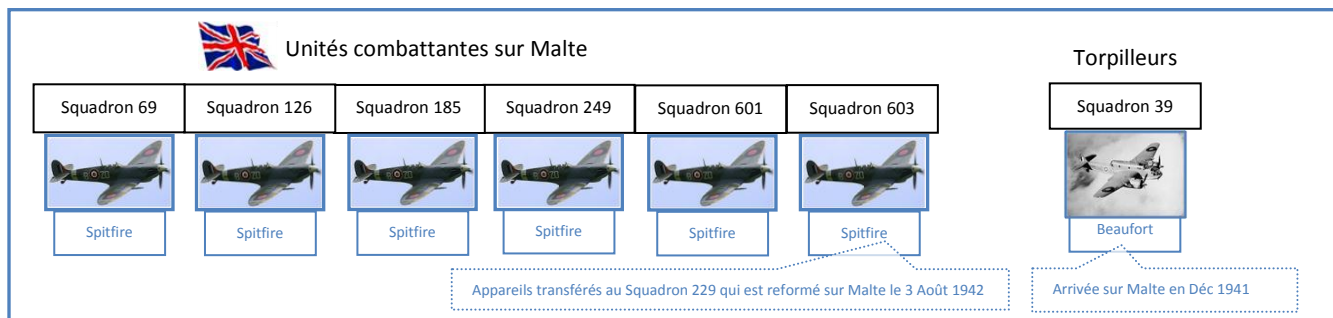 Unités combattantes sur Malte
Torpilleurs
Squadron 69
Squadron 126
Squadron 185
Squadron 249
Squadron 601
Squadron 603
Squadron 39
Spitfire
Spitfire
Spitfire
Spitfire
Spitfire
Spitfire
Beaufort
Appareils transférés au Squadron 229 qui est reformé sur Malte le 3 Août 1942
Arrivée sur Malte en Déc 1941